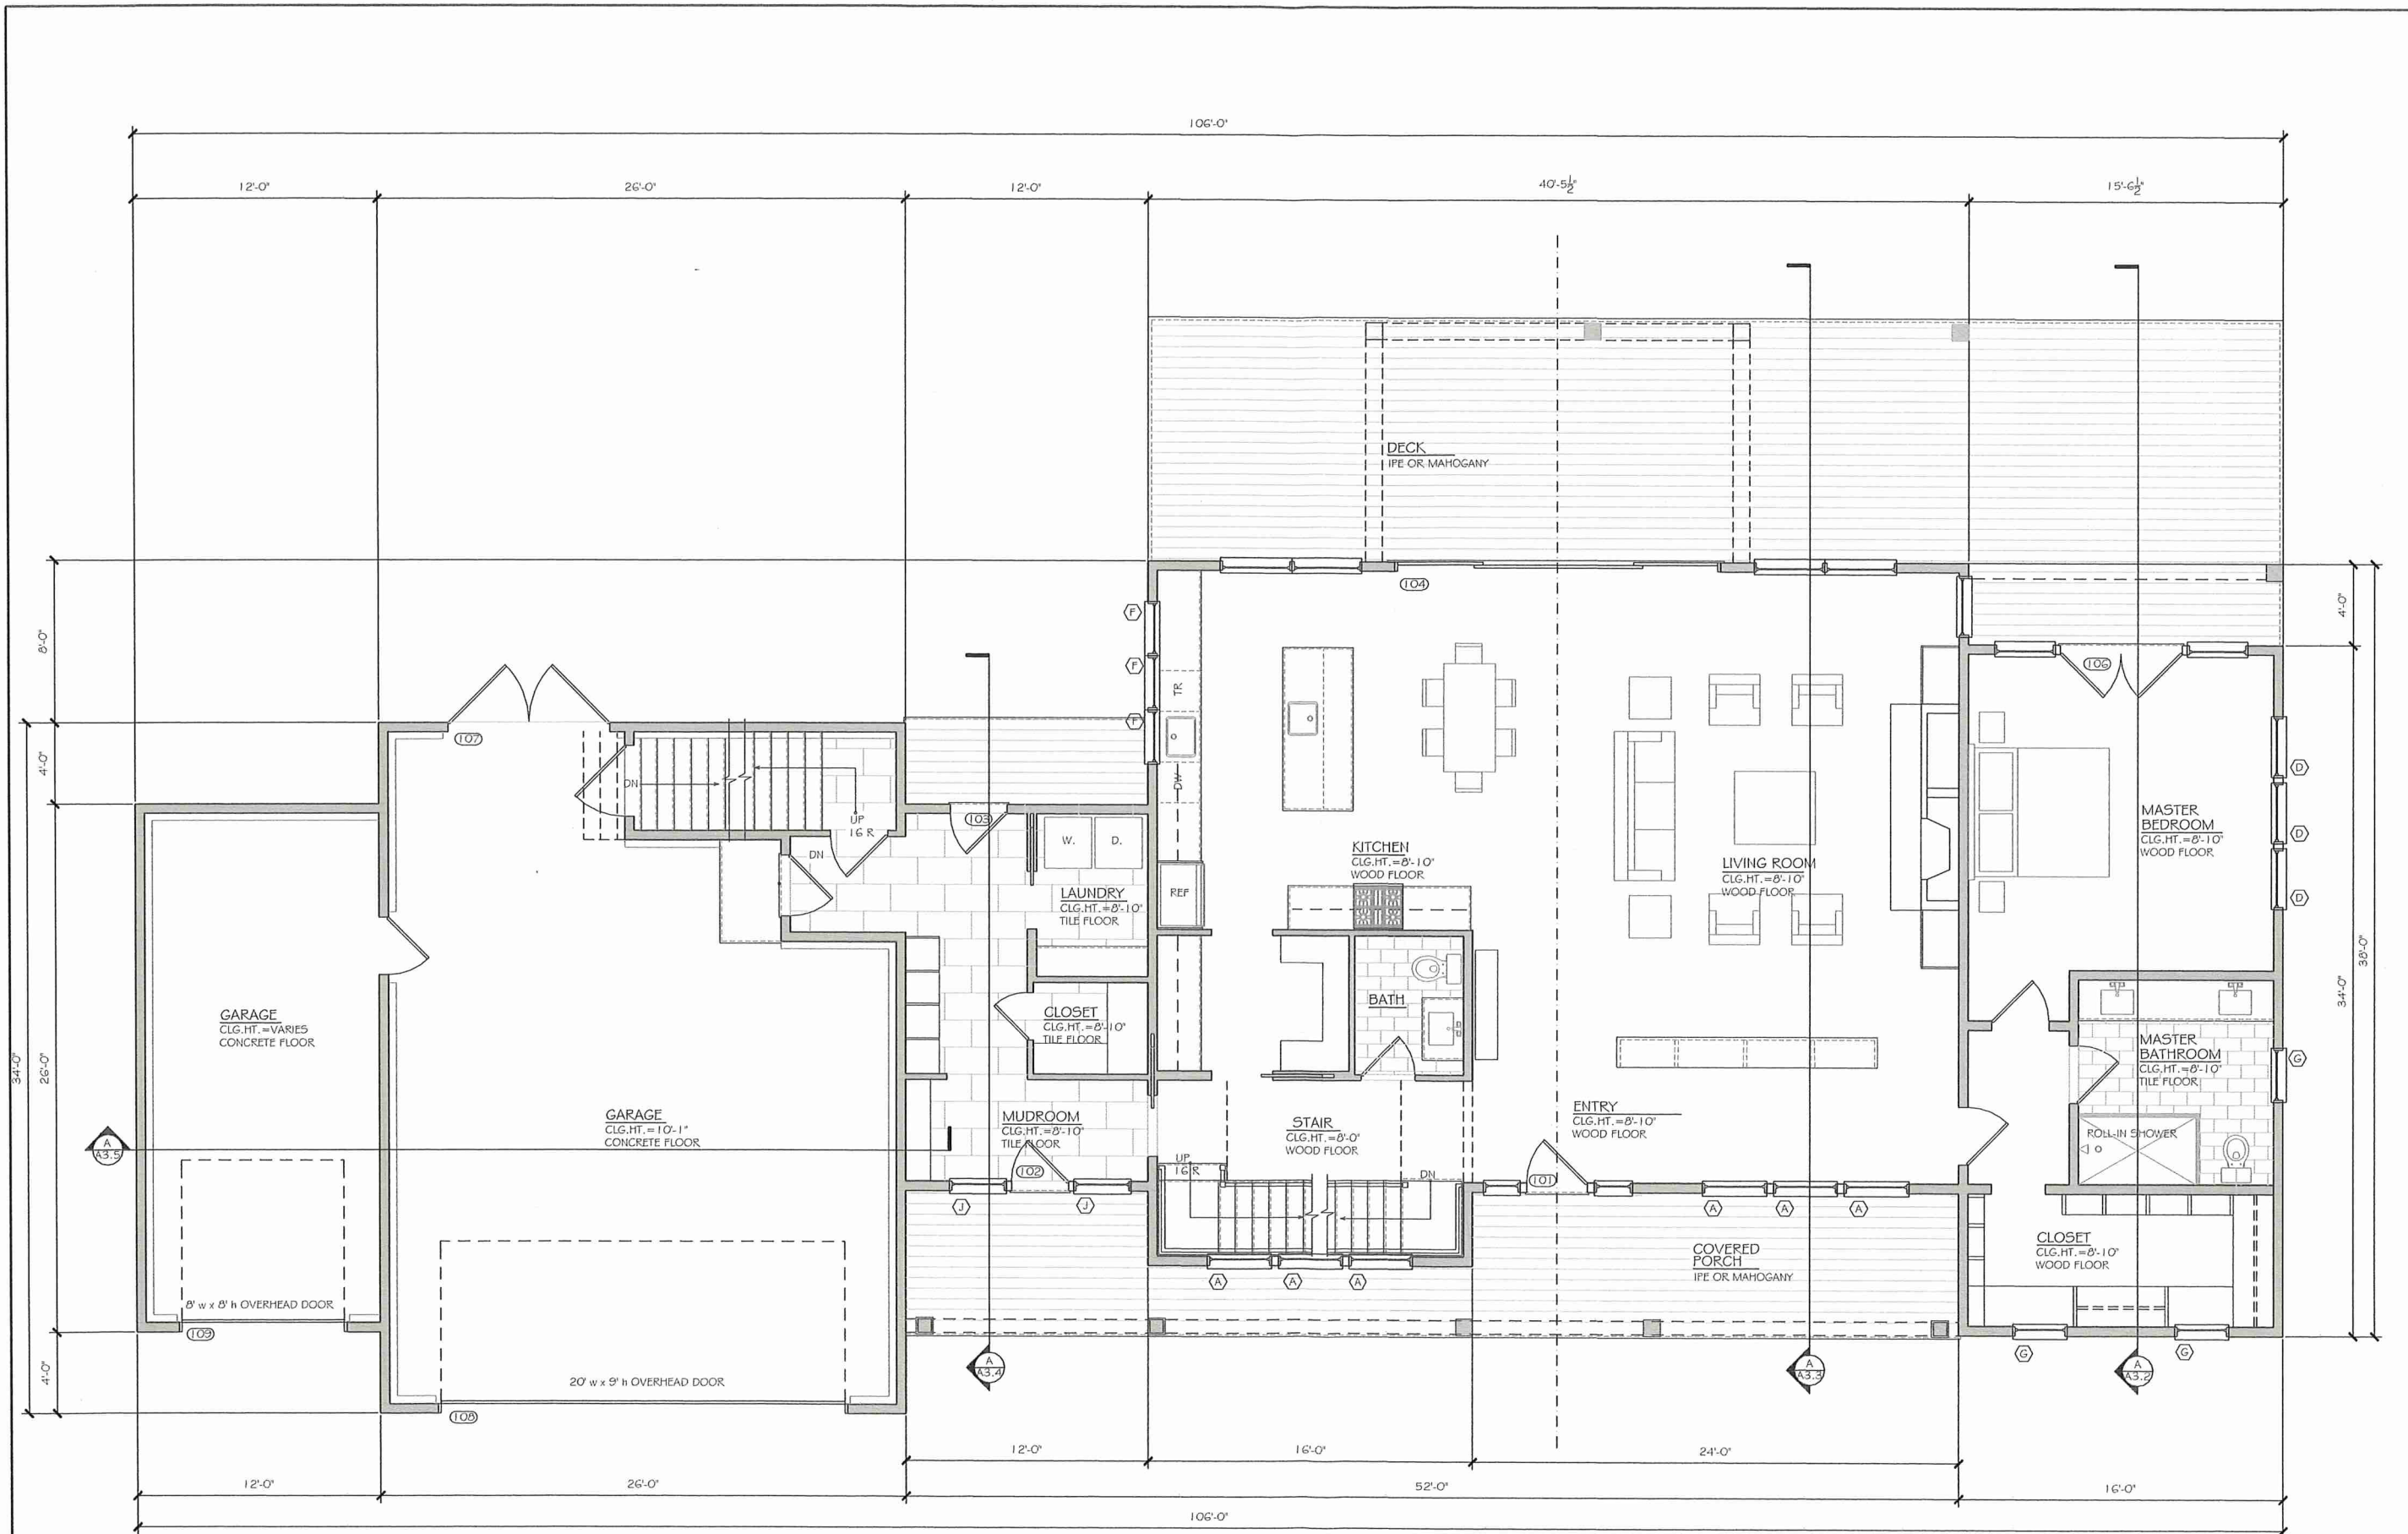 106'-0"
12'-0"
26'-0"
12'-0"
40'-5½"
15'-6½"
DECK
IPE OR MAHOGANY
104
F
F
F
TR
DW
REF
106
8'-0"
4'-0"
34'-0"
26'-0"
4'-0"
4'-0"
34'-0"
38'-0"
107
DN
UP
16 R
DN
103
W.
D.
LAUNDRY
CLG.HT.=8'-10"
TILE FLOOR
KITCHEN
CLG.HT.=8'-10"
WOOD FLOOR
LIVING ROOM
CLG.HT.=8'-10"
WOOD FLOOR
MASTER
BEDROOM
CLG.HT.=8'-10"
WOOD FLOOR
D
D
D
GARAGE
CLG.HT.=VARIES
CONCRETE FLOOR
CLOSET
CLG.HT.=8'-10"
TILE FLOOR
BATH
MASTER
BATHROOM
CLG.HT.=8'-10"
TILE FLOOR
G
GARAGE
CLG.HT.=10'-1"
CONCRETE FLOOR
MUDROOM
CLG.HT.=8'-10"
TILE FLOOR
STAIR
CLG.HT.=8'-0"
WOOD FLOOR
ENTRY
CLG.HT.=8'-10"
WOOD FLOOR
ROLL-IN SHOWER
A
A3.5
102
UP
16 R
DN
101
J
J
A
A
A
A
A
A
COVERED
PORCH
IPE OR MAHOGANY
CLOSET
CLG.HT.=8'-10"
WOOD FLOOR
8' w x 8' h OVERHEAD DOOR
109
20' w x 9' h OVERHEAD DOOR
108
A
A3.4
A
A3.3
G
A
A3.2
G
12'-0"
16'-0"
24'-0"
12'-0"
26'-0"
52'-0"
16'-0"
106'-0"